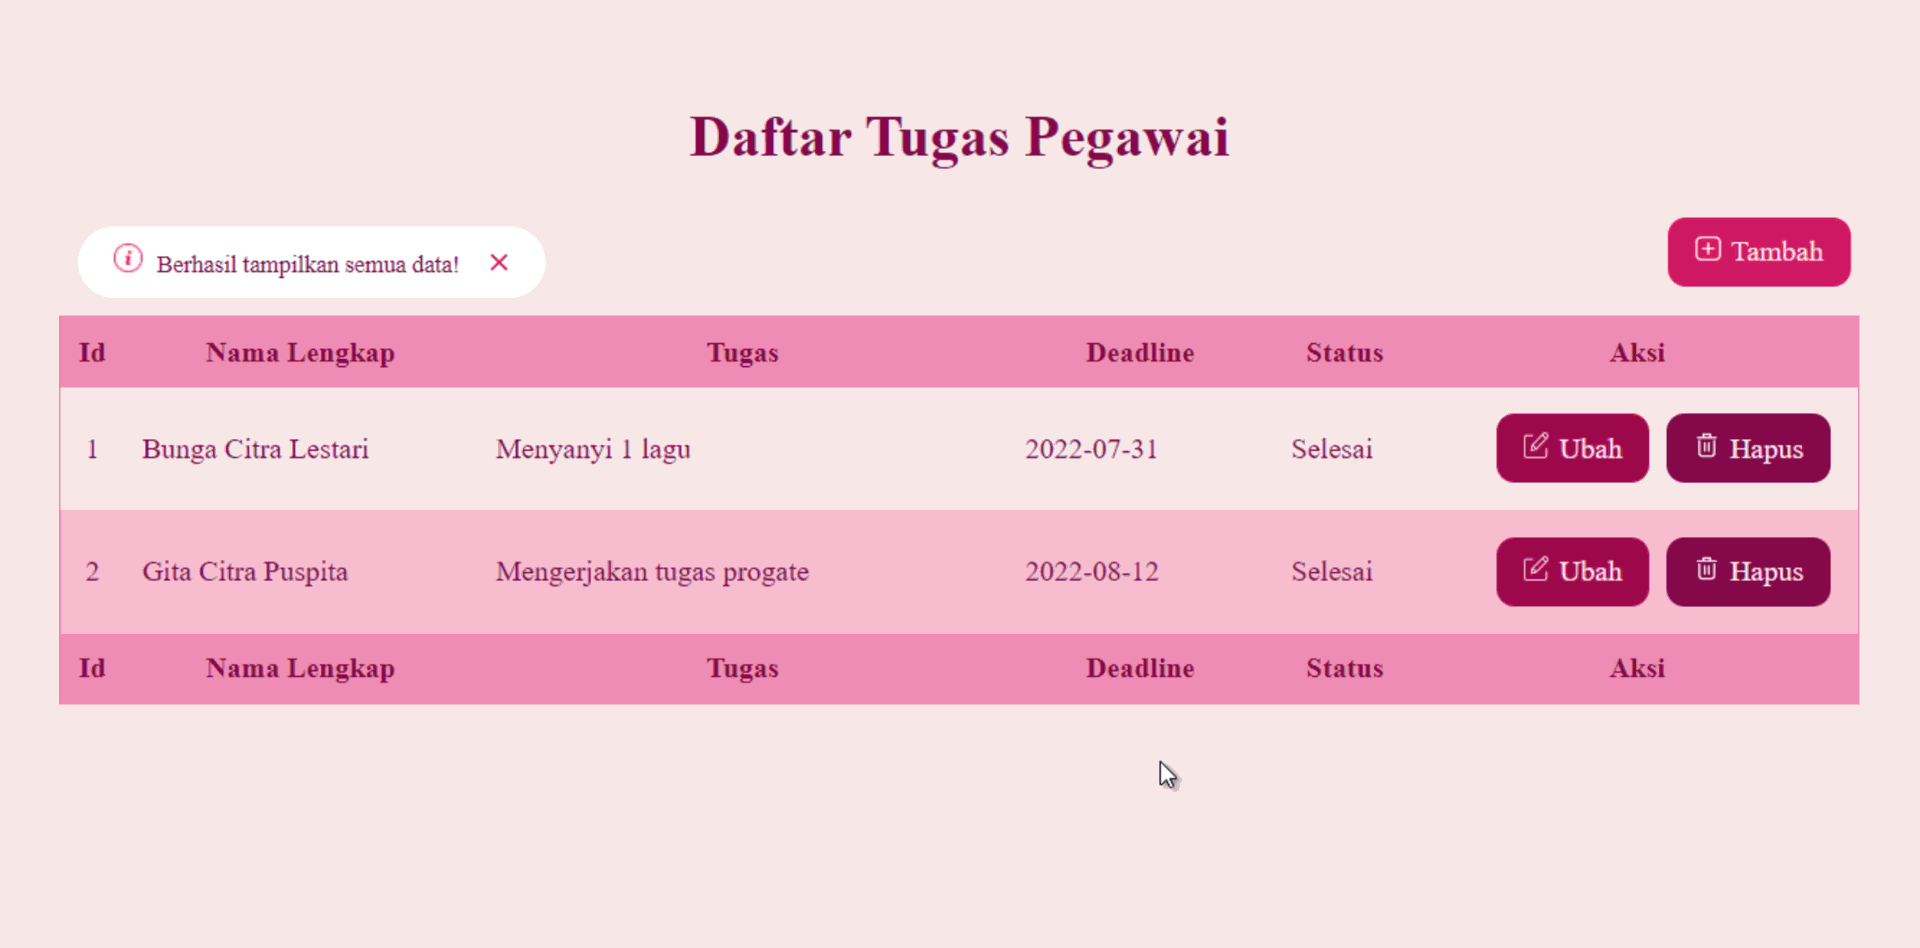 Daftar Tugas Pegawai
Berhasil tampilkan semua data!
Tambah
Id Nama Lengkap Tugas Deadline Status Aksi
1 Bunga Citra Lestari Menyanyi 1 lagu 2022-07-31 Selesai Ubah Hapus
2 Gita Citra Puspita Mengerjakan tugas progate 2022-08-12 Selesai Ubah Hapus
Id Nama Lengkap Tugas Deadline Status Aksi